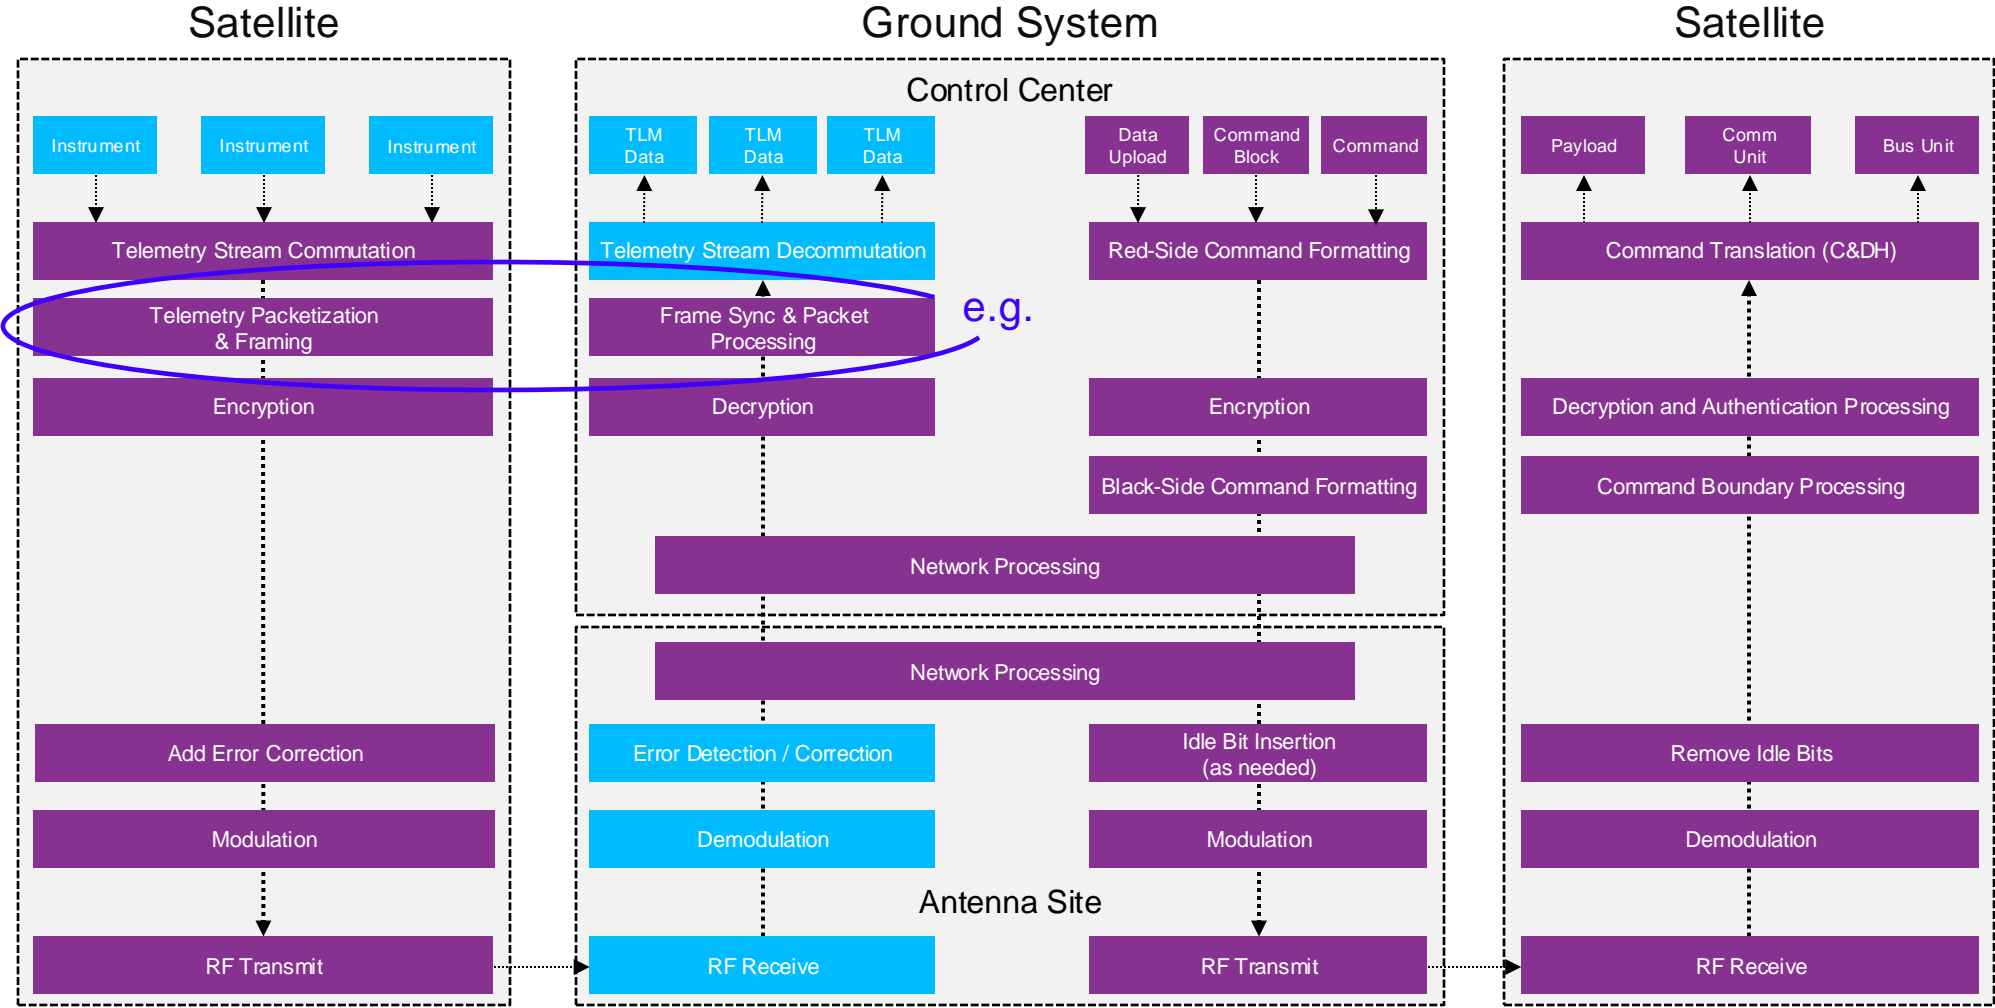 Satellite
Ground System
Satellite
Control Center
Instrument
Instrument
Instrument
TLM
Data
TLM
Data
TLM
Data
Data
Upload
Command
Block
Command
Payload
Comm
Unit
Bus Unit
Telemetry Stream Commutation
Telemetry Stream Decommutation
Red-Side Command Formatting
Command Translation (C&DH)
Telemetry Packetization
& Framing
Frame Sync & Packet
Processing
e.g.
Encryption
Decryption
Encryption
Decryption and Authentication Processing
Black-Side Command Formatting
Command Boundary Processing
Network Processing
Network Processing
Add Error Correction
Error Detection / Correction
Idle Bit Insertion
(as needed)
Remove Idle Bits
Modulation
Demodulation
Modulation
Demodulation
Antenna Site
RF Transmit
RF Receive
RF Transmit
RF Receive